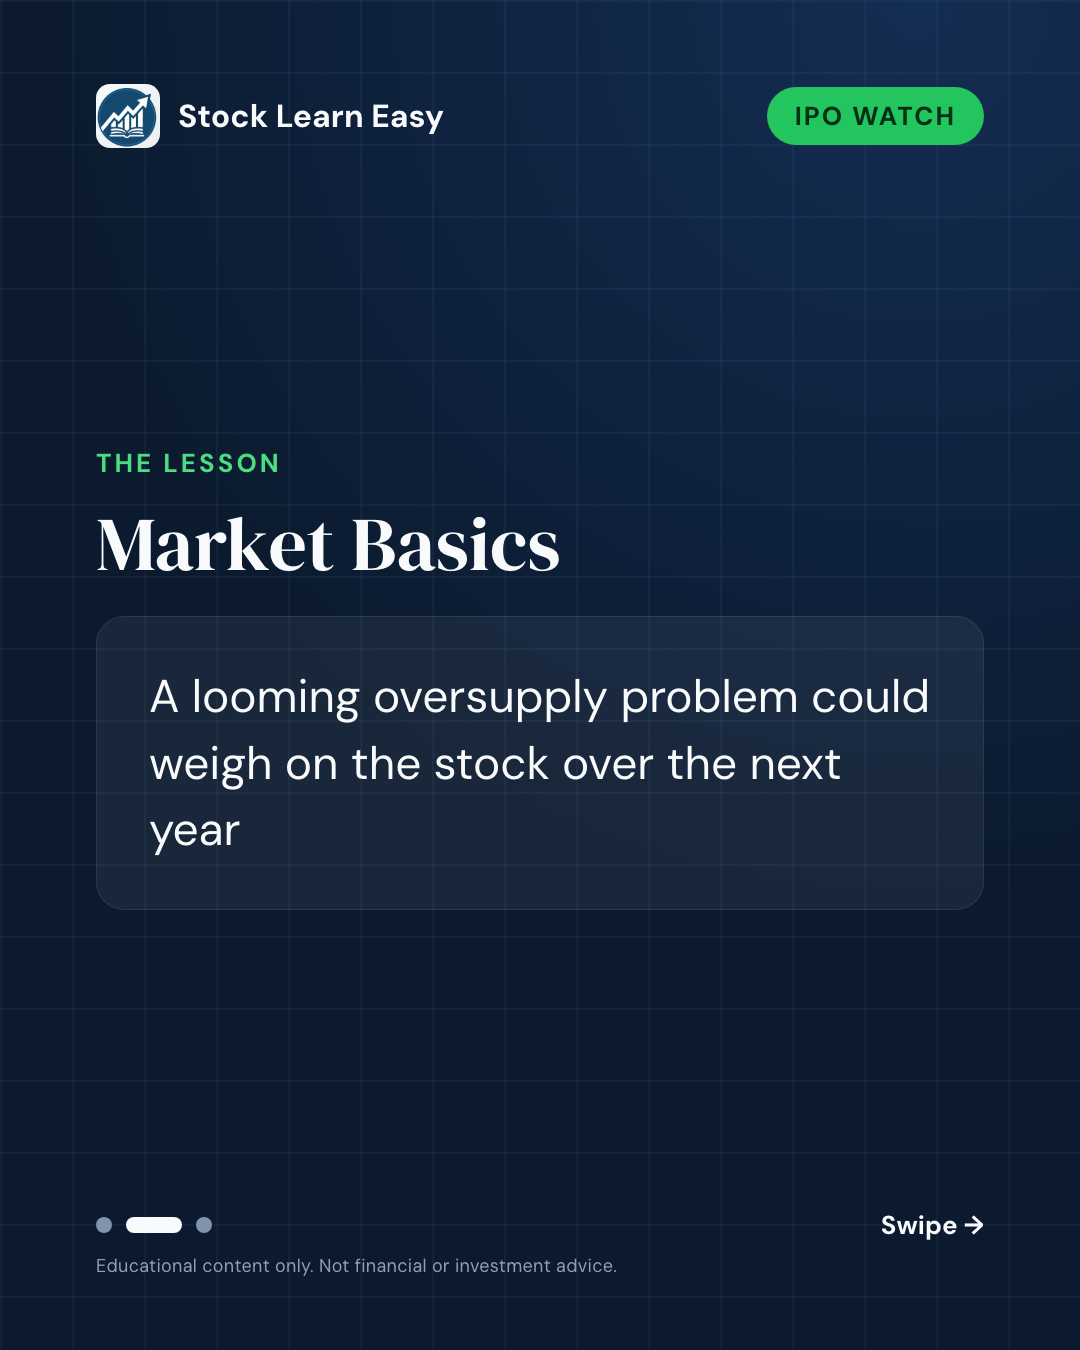 Stock Learn Easy
IPO WATCH
THE LESSON
Market Basics
A looming oversupply problem could
weigh on the stock over the next
year
Swipe →
Educational content only. Not financial or investment advice.